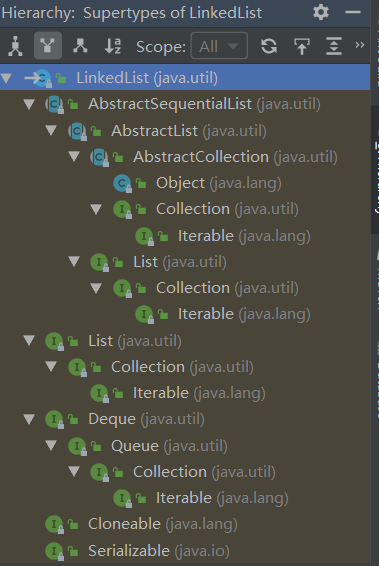 Hierarchy: Supertypes of LinkedList
Scope: All
LinkedList (java.util)
AbstractSequentialList (java.util)
AbstractList (java.util)
AbstractCollection (java.util)
Object (java.lang)
Collection (java.util)
Iterable (java.lang)
List (java.util)
Collection (java.util)
Iterable (java.lang)
List (java.util)
Collection (java.util)
Iterable (java.lang)
Deque (java.util)
Queue (java.util)
Collection (java.util)
Iterable (java.lang)
Cloneable (java.lang)
Serializable (java.io)